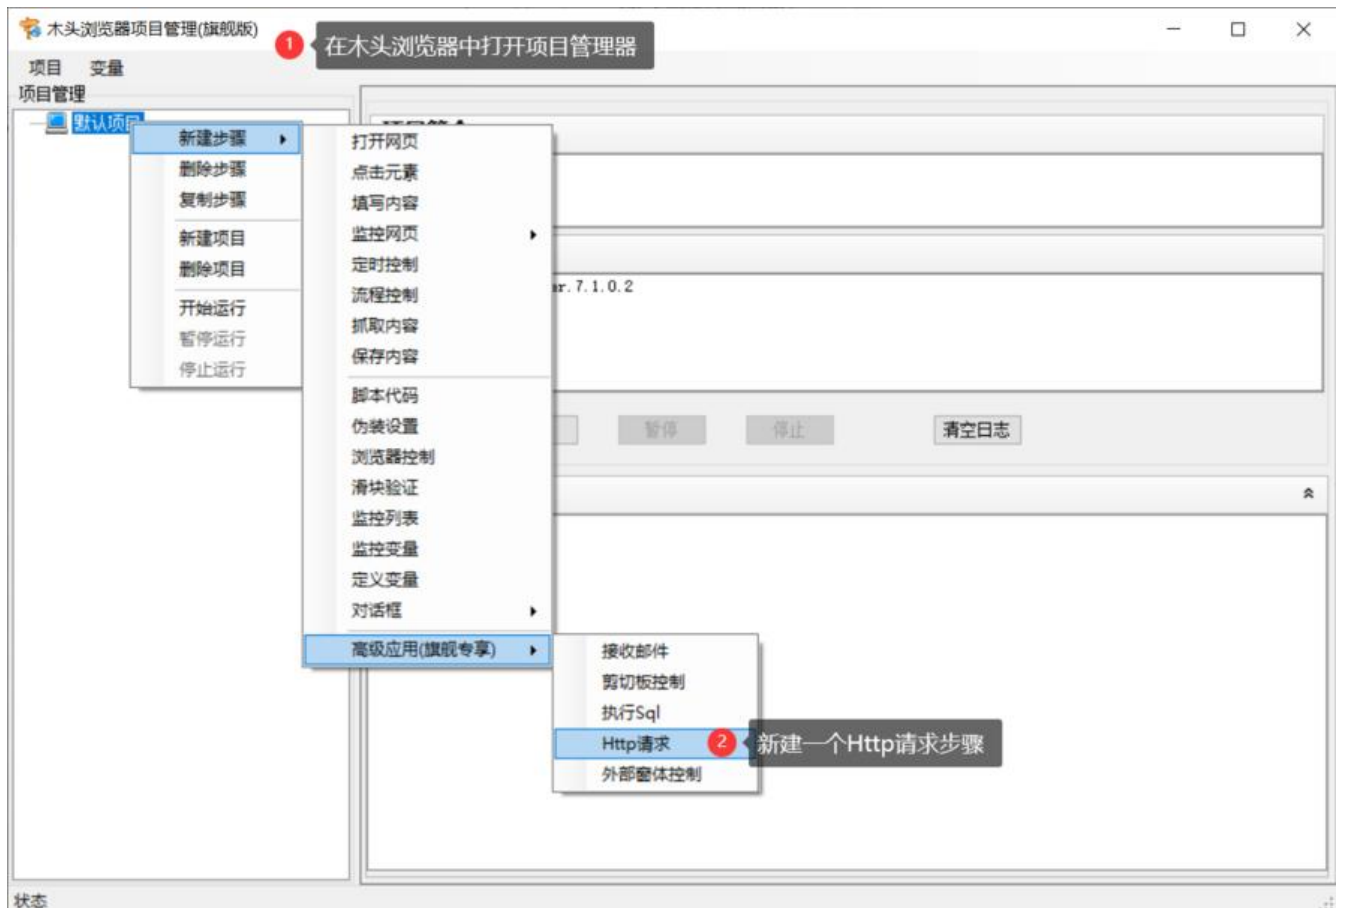 木头浏览器项目管理(旗舰版)
1 在木头浏览器中打开项目管理器
项目 变量
项目管理
默认项目
新建步骤
删除步骤
复制步骤
新建项目
删除项目
开始运行
暂停运行
停止运行
打开网页
点击元素
填写内容
监控网页
定时控制
流程控制
抓取内容
保存内容
脚本代码
伪装设置
浏览器控制
滑块验证
监控列表
监控变量
定义变量
对话框
高级应用(旗舰专享)
接收邮件
剪切板控制
执行Sql
Http请求 2 新建一个Http请求步骤
外部窗体控制
er.7.1.0.2
暂停 停止 清空日志
状态